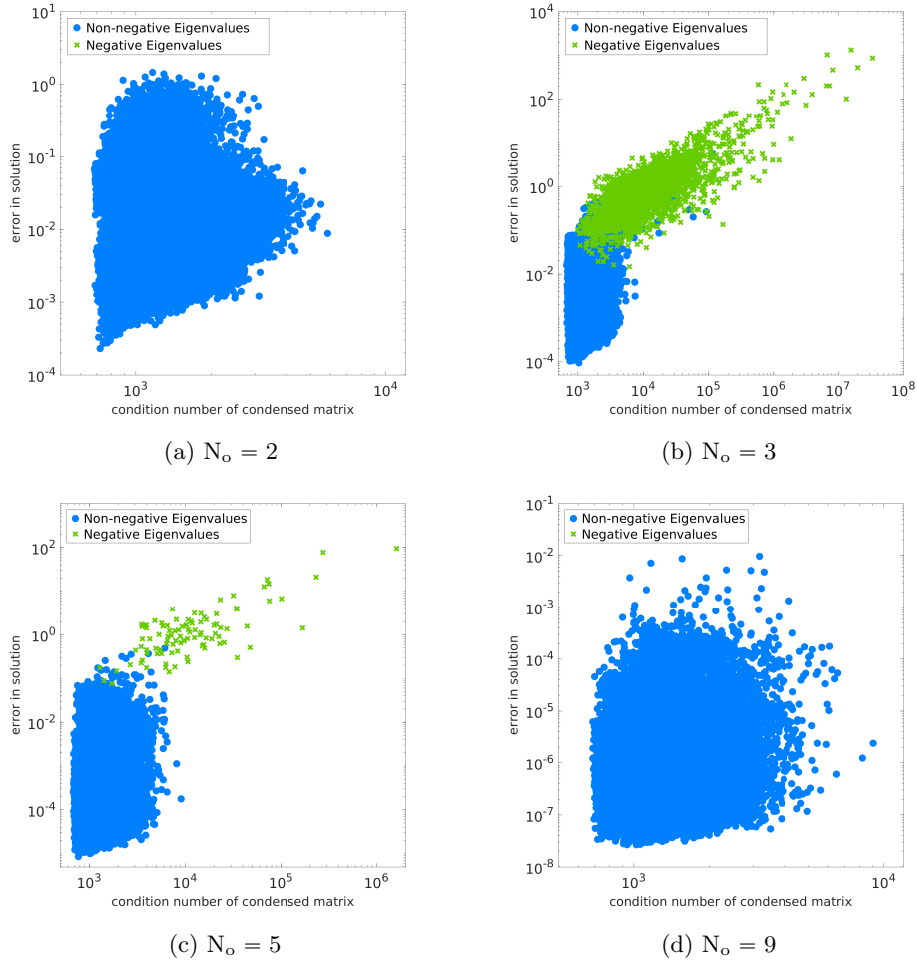 10^1
10^0
10^-1
10^-2
10^-3
10^-4
error in solution
Non-negative Eigenvalues
Negative Eigenvalues
10^3
10^4
condition number of condensed matrix
(a) N_o = 2
10^4
10^2
10^0
10^-2
10^-4
error in solution
Non-negative Eigenvalues
Negative Eigenvalues
10^3
10^4
10^5
10^6
10^7
10^8
condition number of condensed matrix
(b) N_o = 3
10^2
10^0
10^-2
10^-4
error in solution
Non-negative Eigenvalues
Negative Eigenvalues
10^3
10^4
10^5
10^6
condition number of condensed matrix
(c) N_o = 5
10^-1
10^-2
10^-3
10^-4
10^-5
10^-6
10^-7
10^-8
error in solution
Non-negative Eigenvalues
Negative Eigenvalues
10^3
10^4
condition number of condensed matrix
(d) N_o = 9